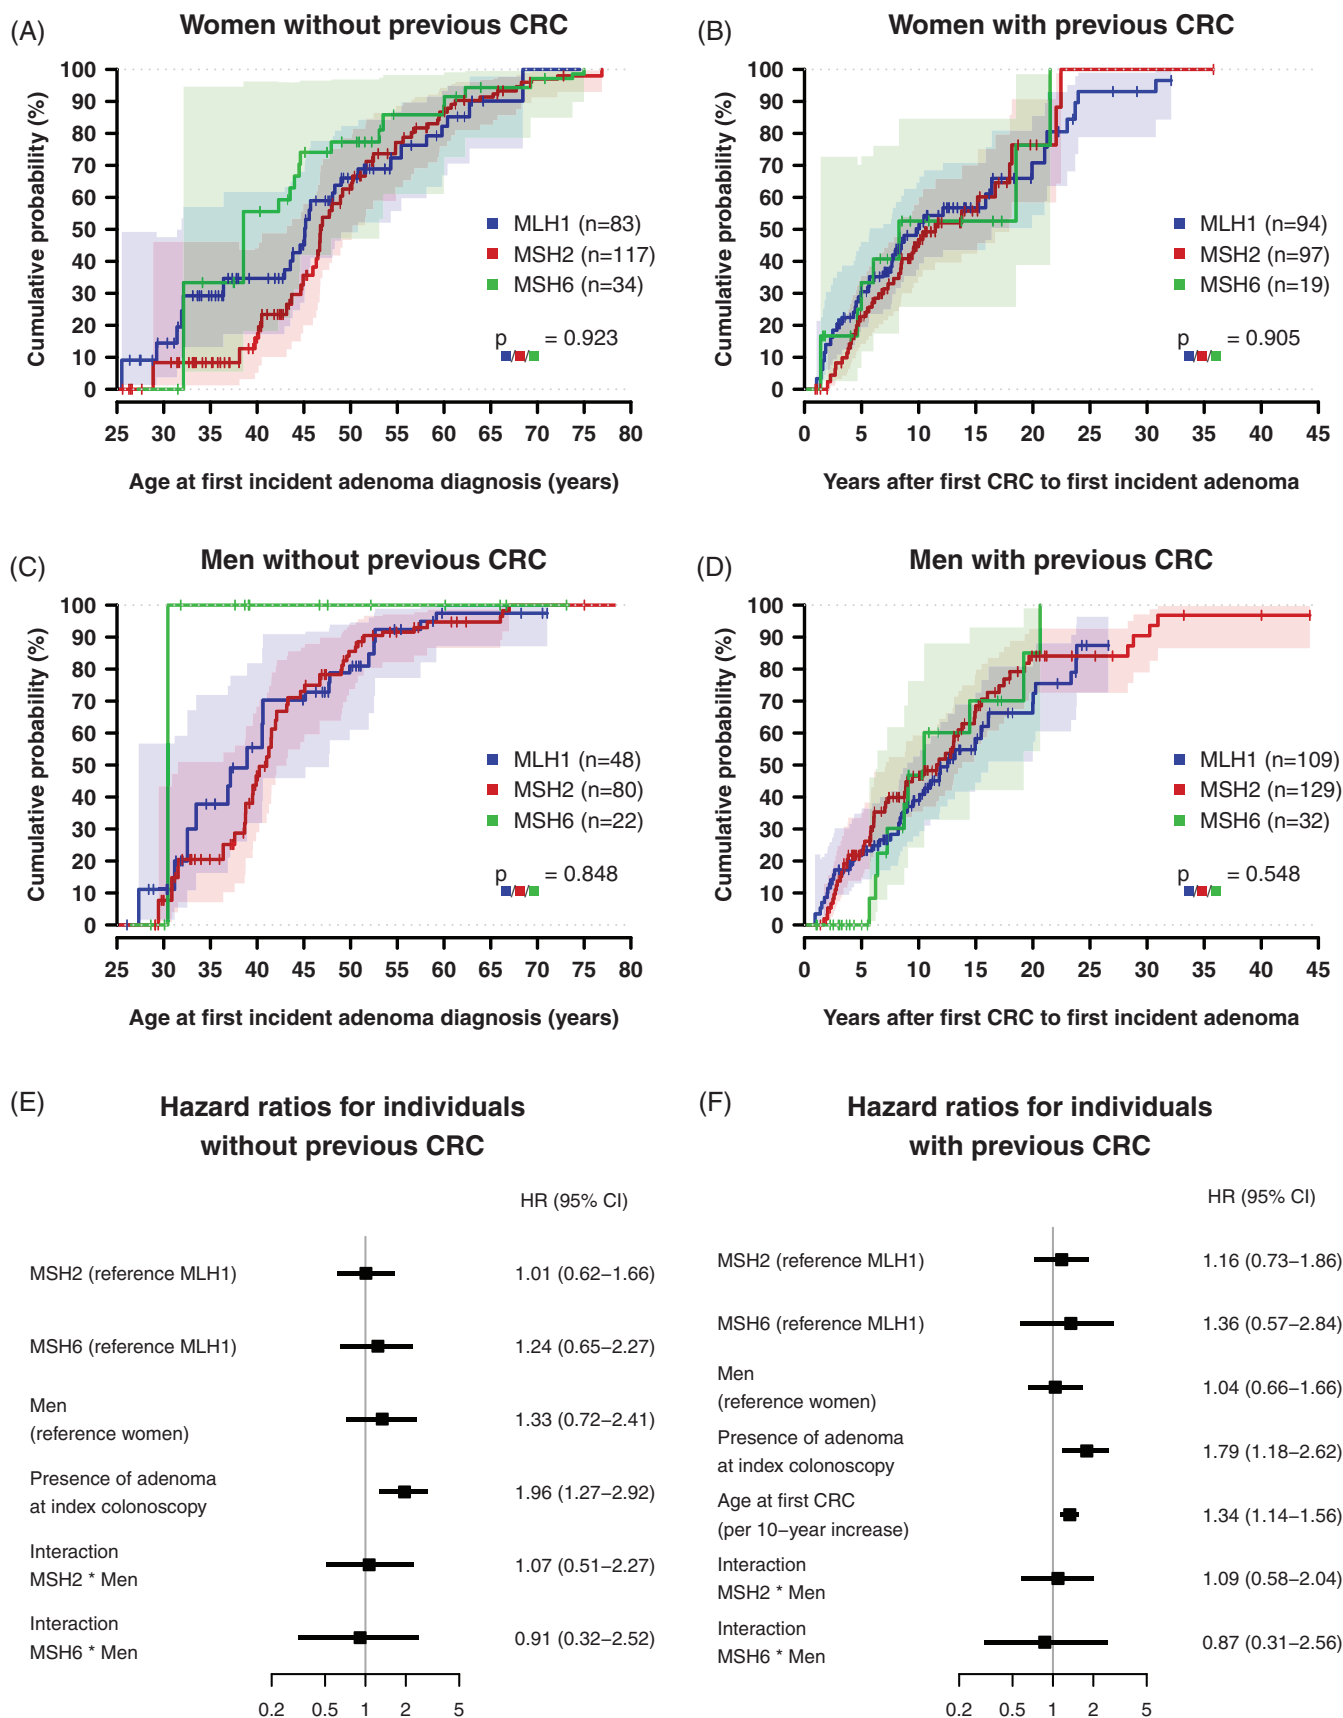 (A)
Women without previous CRC
Cumulative probability (%)
100
90
80
70
60
50
40
30
20
10
0
MLH1 (n=83)
MSH2 (n=117)
MSH6 (n=34)
p // = 0.923
25 30 35 40 45 50 55 60 65 70 75 80
Age at first incident adenoma diagnosis (years)
(B)
Women with previous CRC
Cumulative probability (%)
100
90
80
70
60
50
40
30
20
10
0
MLH1 (n=94)
MSH2 (n=97)
MSH6 (n=19)
p // = 0.905
0 5 10 15 20 25 30 35 40 45
Years after first CRC to first incident adenoma
(C)
Men without previous CRC
Cumulative probability (%)
100
90
80
70
60
50
40
30
20
10
0
MLH1 (n=48)
MSH2 (n=80)
MSH6 (n=22)
p // = 0.848
25 30 35 40 45 50 55 60 65 70 75 80
Age at first incident adenoma diagnosis (years)
(D)
Men with previous CRC
Cumulative probability (%)
100
90
80
70
60
50
40
30
20
10
0
MLH1 (n=109)
MSH2 (n=129)
MSH6 (n=32)
p // = 0.548
0 5 10 15 20 25 30 35 40 45
Years after first CRC to first incident adenoma
(E)
Hazard ratios for individuals
without previous CRC
HR (95% CI)
MSH2 (reference MLH1) 1.01 (0.62−1.66)
MSH6 (reference MLH1) 1.24 (0.65−2.27)
Men
(reference women) 1.33 (0.72−2.41)
Presence of adenoma
at index colonoscopy 1.96 (1.27−2.92)
Interaction
MSH2 * Men 1.07 (0.51−2.27)
Interaction
MSH6 * Men 0.91 (0.32−2.52)
0.2 0.5 1 2 5
(F)
Hazard ratios for individuals
with previous CRC
HR (95% CI)
MSH2 (reference MLH1) 1.16 (0.73−1.86)
MSH6 (reference MLH1) 1.36 (0.57−2.84)
Men
(reference women) 1.04 (0.66−1.66)
Presence of adenoma
at index colonoscopy 1.79 (1.18−2.62)
Age at first CRC
(per 10−year increase) 1.34 (1.14−1.56)
Interaction
MSH2 * Men 1.09 (0.58−2.04)
Interaction
MSH6 * Men 0.87 (0.31−2.56)
0.2 0.5 1 2 5